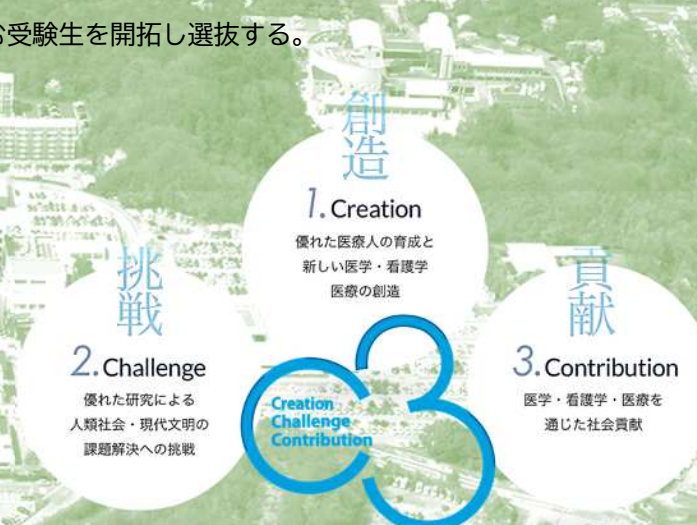 受験生を開拓し選抜する。
創造
1. Creation
優れた医療人の育成と
新しい医学・看護学
医療の創造
挑戦
2. Challenge
優れた研究による
人類社会・現代文明の
課題解決への挑戦
貢献
3. Contribution
医学・看護学・医療を
通じた社会貢献
C3
Creation
Challenge
Contribution